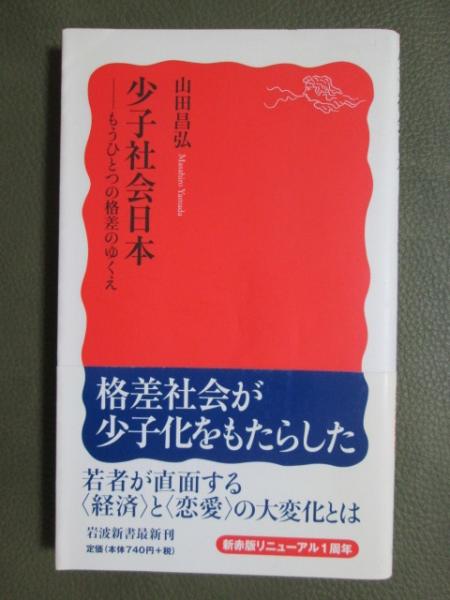 少子社会日本
――もうひとつの格差のゆくえ
山田昌弘
Masahiro Yamada
格差社会が
少子化をもたらした
若者が直面する
〈経済〉と〈恋愛〉の大変化とは
岩波新書最新刊
定価(本体740円+税)
新赤版リニューアル1周年